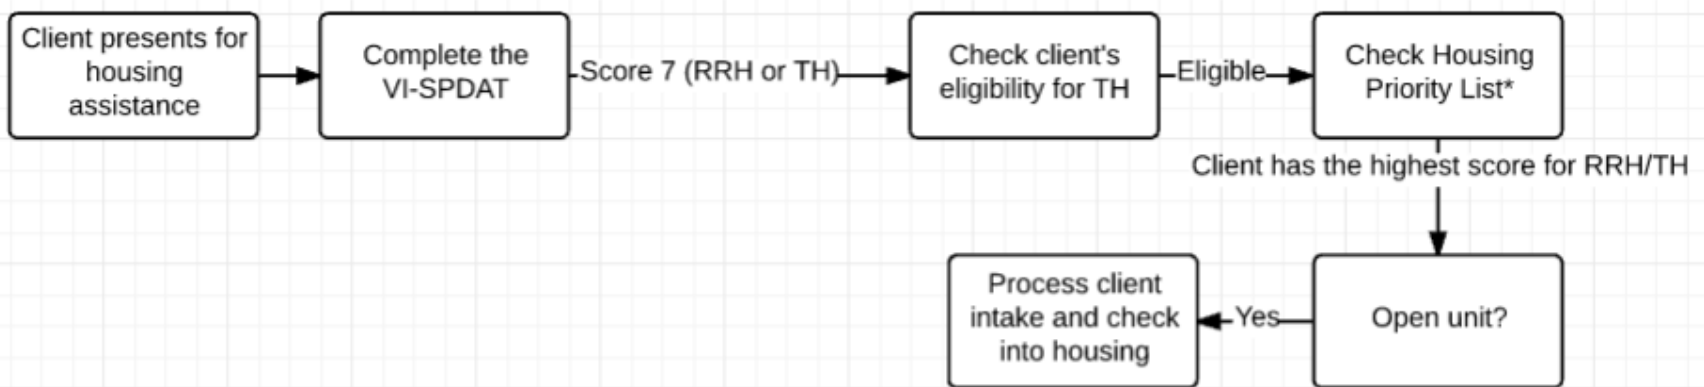 Client presents for
housing
assistance
Complete the
VI-SPDAT
Score 7 (RRH or TH)
Check client's
eligibility for TH
Eligible
Check Housing
Priority List*
Client has the highest score for RRH/TH
Open unit?
Yes
Process client
intake and check
into housing